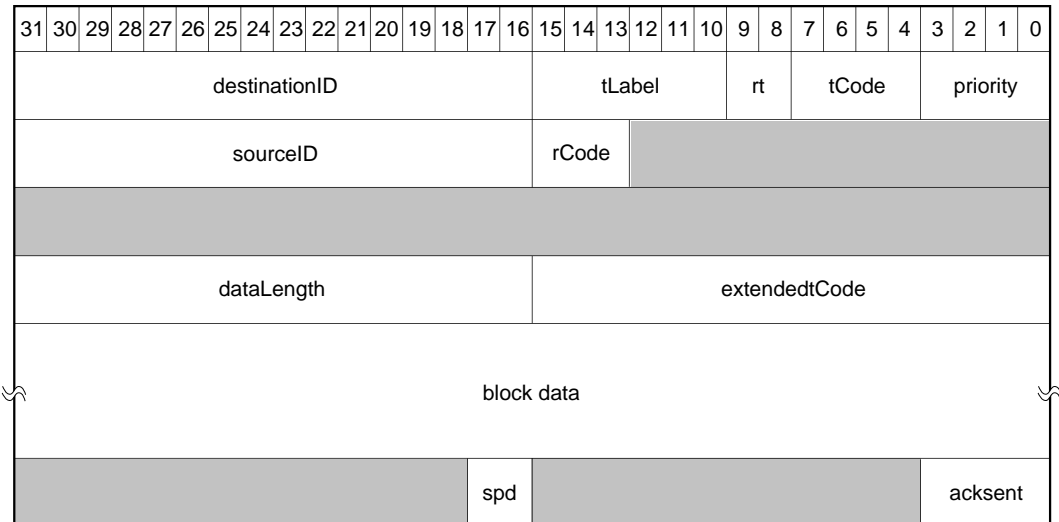 31 30 29 28 27 26 25 24 23 22 21 20 19 18 17 16 15 14 13 12 11 10 9 8 7 6 5 4 3 2 1 0
destinationID tLabel rt tCode priority
sourceID rCode
dataLength extendedtCode
block data
spd acksent